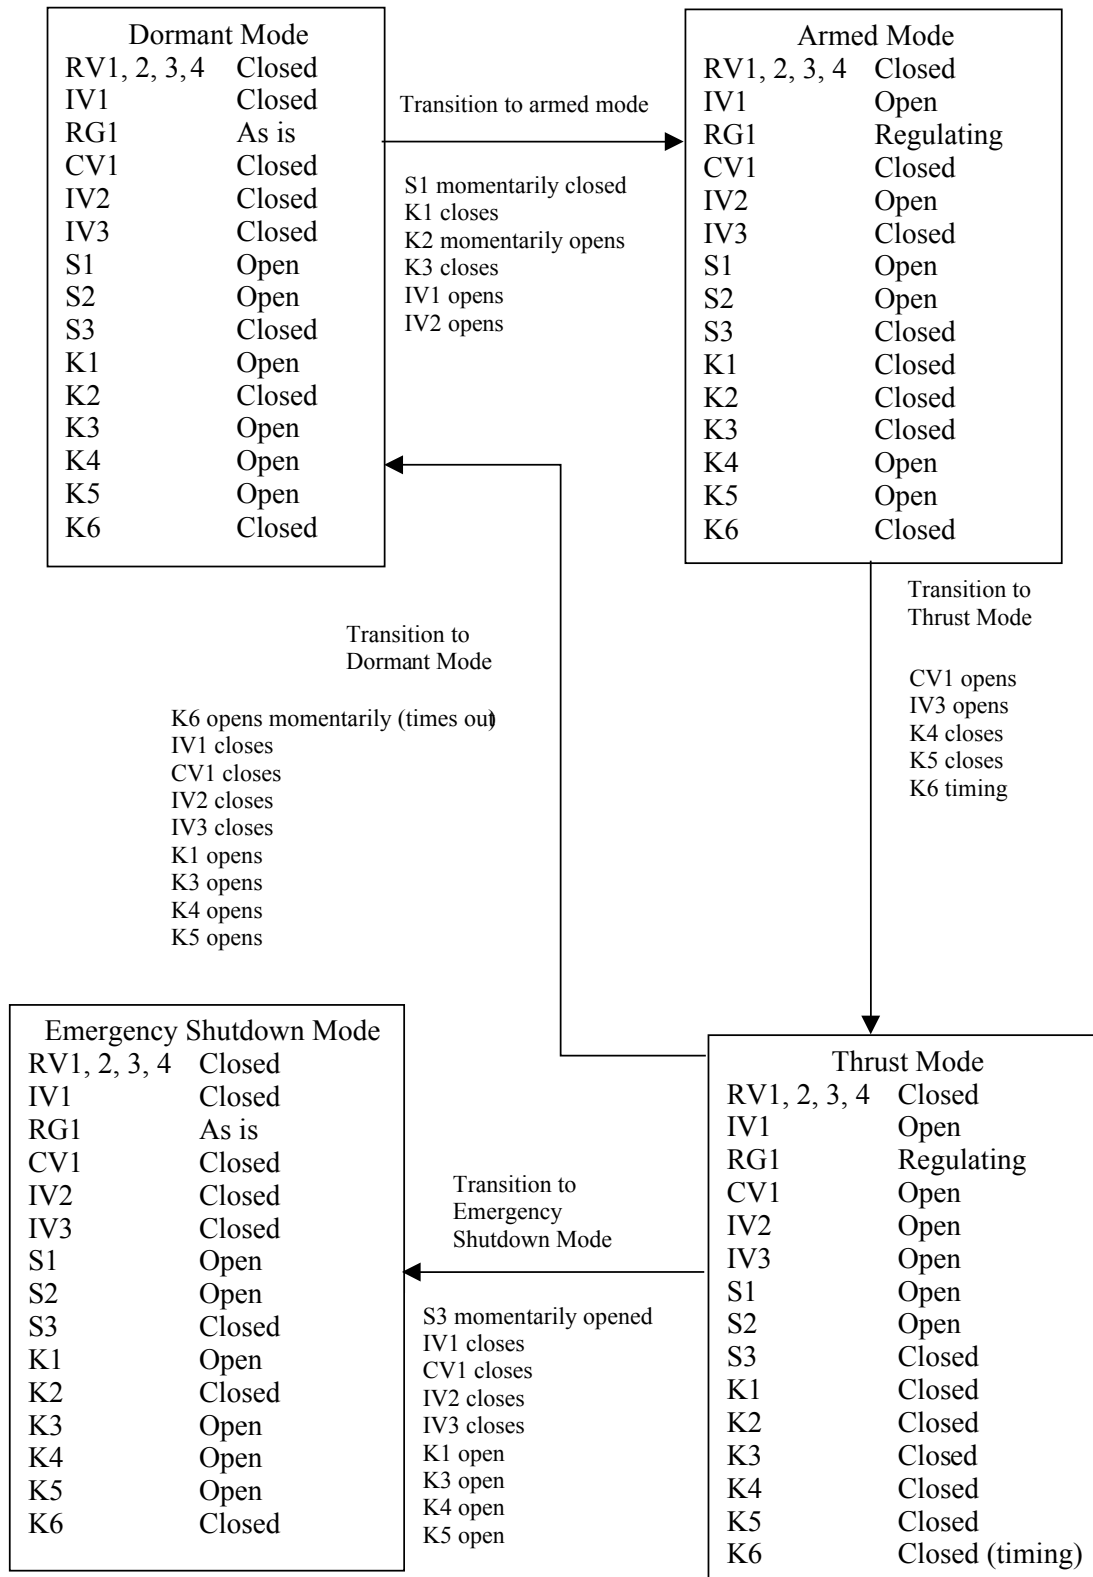 Dormant Mode
RV1, 2, 3, 4 Closed
IV1 Closed
RG1 As is
CV1 Closed
IV2 Closed
IV3 Closed
S1 Open
S2 Open
S3 Closed
K1 Open
K2 Closed
K3 Open
K4 Open
K5 Open
K6 Closed
Transition to armed mode
S1 momentarily closed
K1 closes
K2 momentarily opens
K3 closes
IV1 opens
IV2 opens
Armed Mode
RV1, 2, 3, 4 Closed
IV1 Open
RG1 Regulating
CV1 Closed
IV2 Open
IV3 Closed
S1 Open
S2 Open
S3 Closed
K1 Closed
K2 Closed
K3 Closed
K4 Open
K5 Open
K6 Closed
Transition to
Thrust Mode
CV1 opens
IV3 opens
K4 closes
K5 closes
K6 timing
Transition to
Dormant Mode
K6 opens momentarily (times out)
IV1 closes
CV1 closes
IV2 closes
IV3 closes
K1 opens
K3 opens
K4 opens
K5 opens
Emergency Shutdown Mode
RV1, 2, 3, 4 Closed
IV1 Closed
RG1 As is
CV1 Closed
IV2 Closed
IV3 Closed
S1 Open
S2 Open
S3 Closed
K1 Open
K2 Closed
K3 Open
K4 Open
K5 Open
K6 Closed
Transition to
Emergency
Shutdown Mode
S3 momentarily opened
IV1 closes
CV1 closes
IV2 closes
IV3 closes
K1 open
K3 open
K4 open
K5 open
Thrust Mode
RV1, 2, 3, 4 Closed
IV1 Open
RG1 Regulating
CV1 Open
IV2 Open
IV3 Open
S1 Open
S2 Open
S3 Closed
K1 Closed
K2 Closed
K3 Closed
K4 Closed
K5 Closed
K6 Closed (timing)